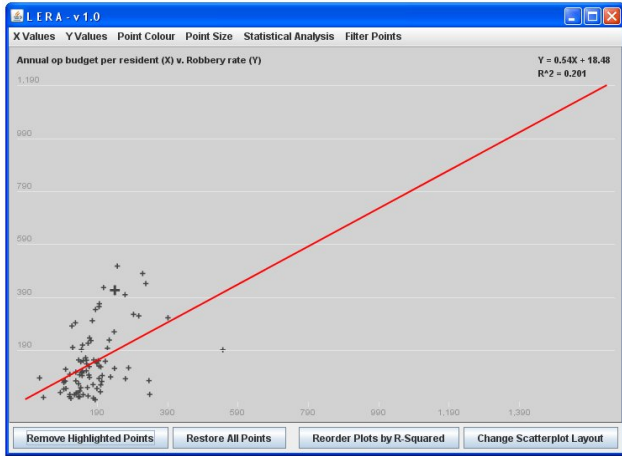 L E R A - v 1.0
X Values Y Values Point Colour Point Size Statistical Analysis Filter Points
Annual op budget per resident (X) v. Robbery rate (Y) Y = 0.54X + 18.48
R^2 = 0.201
1,190
990
790
590
390
190
190 390 590 790 990 1,190 1,390
Remove Highlighted Points Restore All Points Reorder Plots by R-Squared Change Scatterplot Layout